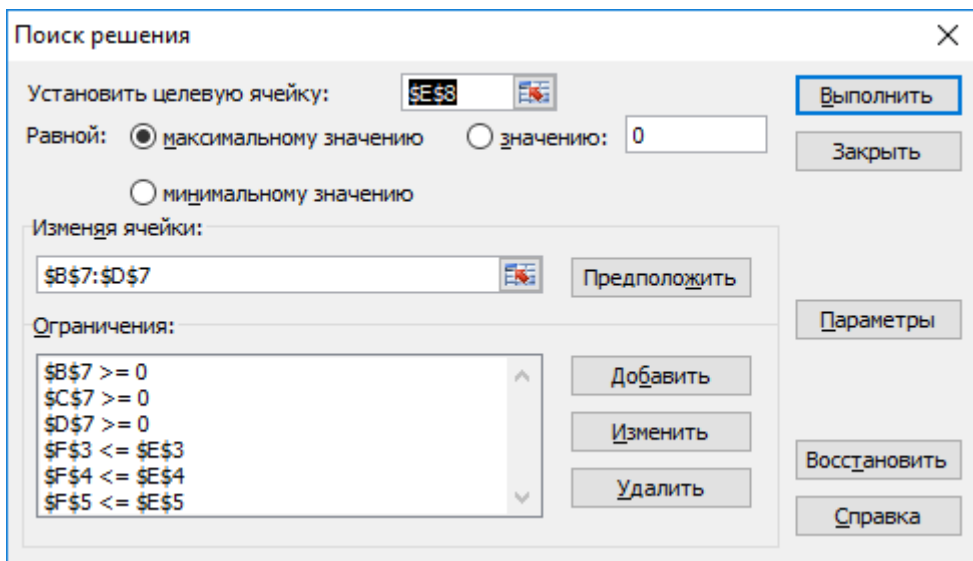 Поиск решения
Установить целевую ячейку: $E$8
Выполнить
Равной: максимальному значению значению: 0
Закрыть
минимальному значению
Изменяя ячейки:
$B$7:$D$7
Предположить
Ограничения:
Параметры
$B$7 >= 0
$C$7 >= 0
$D$7 >= 0
$F$3 <= $E$3
$F$4 <= $E$4
$F$5 <= $E$5
Добавить
Изменить
Удалить
Восстановить
Справка